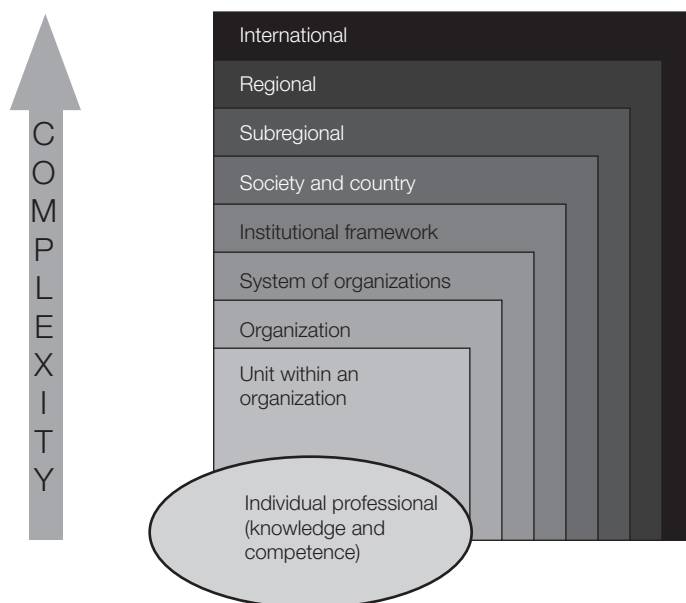 COMPLEXITY
International
Regional
Subregional
Society and country
Institutional framework
System of organizations
Organization
Unit within an
organization
Individual professional
(knowledge and
competence)